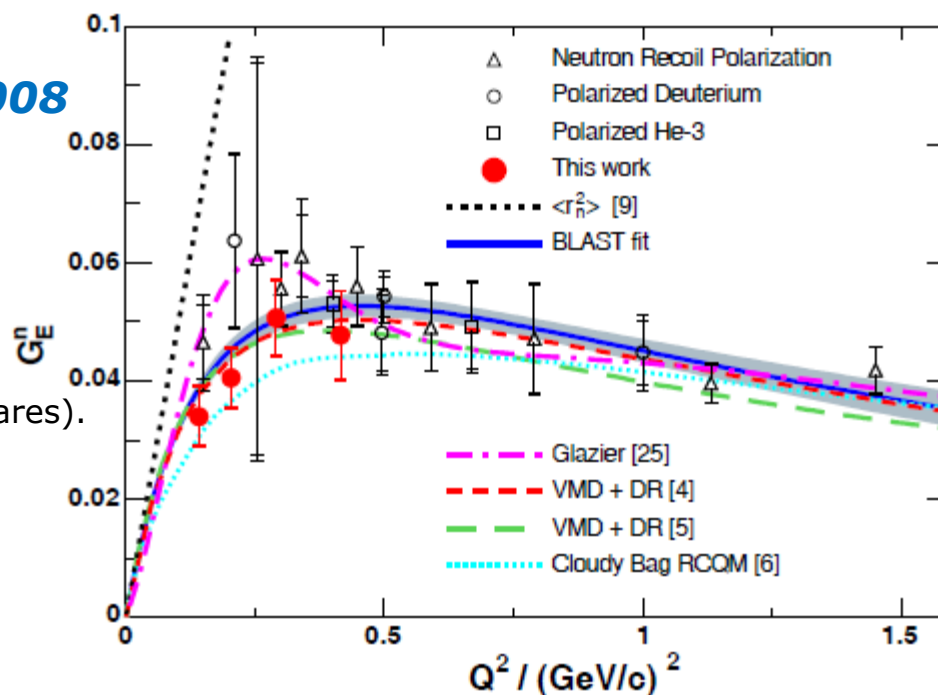 008
ares).
0.1
0.08
0.06
0.04
0.02
0
G_E^n
Neutron Recoil Polarization
Polarized Deuterium
Polarized He-3
This work
<r_n^2> [9]
BLAST fit
Glazier [25]
VMD + DR [4]
VMD + DR [5]
Cloudy Bag RCQM [6]
0 0.5 1 1.5
Q^2 / (GeV/c)^2